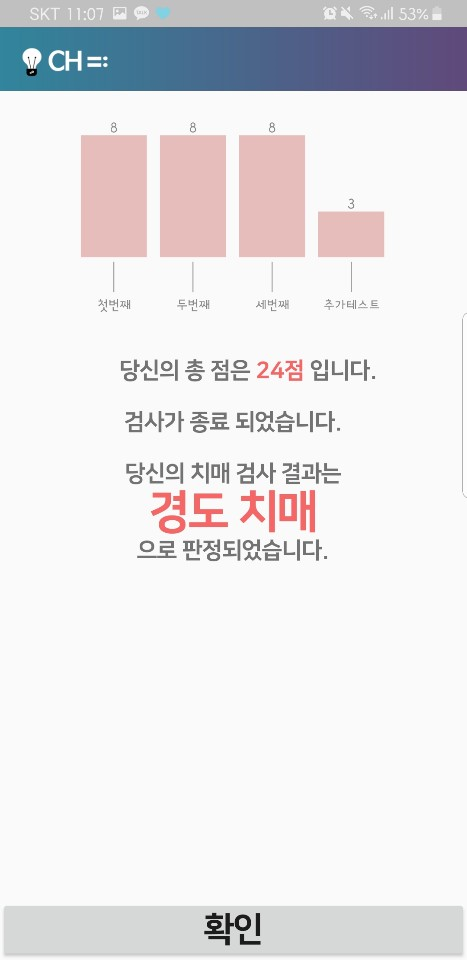 SKT 11:07 TALK 53%
CH =:
8 8 8 3
첫번째 두번째 세번째 추가테스트
당신의 총 점은 24점 입니다.
검사가 종료 되었습니다.
당신의 치매 검사 결과는
경도 치매
으로 판정되었습니다.
확인